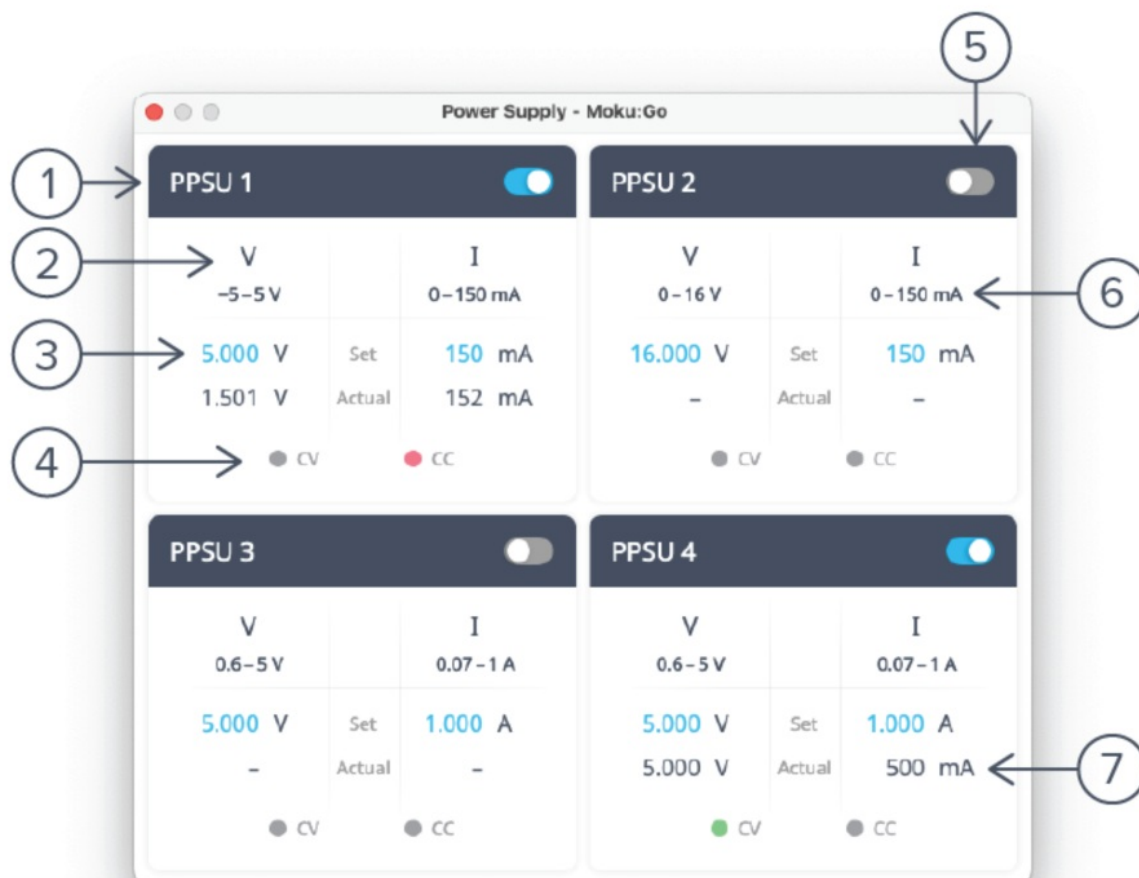 5
Power Supply - Moku:Go
1
PPSU 1
PPSU 2
2
V
I
V
I
−5–5 V
0–150 mA
0–16 V
0–150 mA
6
3
5.000 V Set 150 mA
16.000 V Set 150 mA
1.501 V Actual 152 mA
– Actual –
4
CV
CC
CV
CC
PPSU 3
PPSU 4
V
I
V
I
0.6–5 V
0.07–1 A
0.6–5 V
0.07–1 A
5.000 V Set 1.000 A
5.000 V Set 1.000 A
– Actual –
5.000 V Actual 500 mA
7
CV
CC
CV
CC